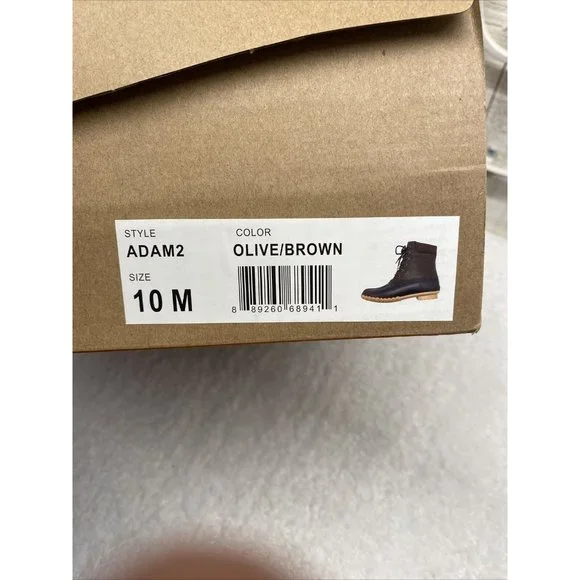 STYLE
COLOR
ADAM2
OLIVE/BROWN
SIZE
10 M
8 89260 68941 1